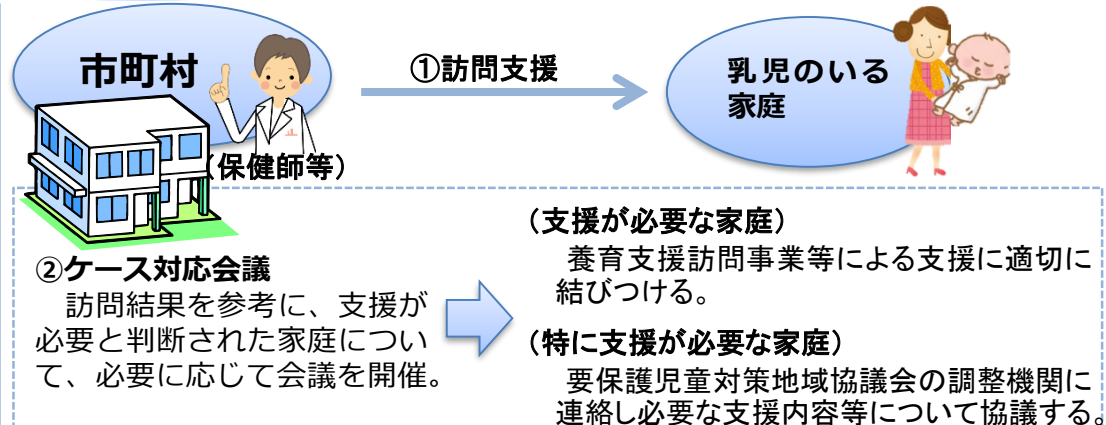 市町村
(保健師等)
①訪問支援
乳児のいる
家庭
②ケース対応会議
訪問結果を参考に、支援が
必要と判断された家庭につい
て、必要に応じて会議を開催。
(支援が必要な家庭)
養育支援訪問事業等による支援に適切に
結びつける。
(特に支援が必要な家庭)
要保護児童対策地域協議会の調整機関に
連絡し必要な支援内容等について協議する。